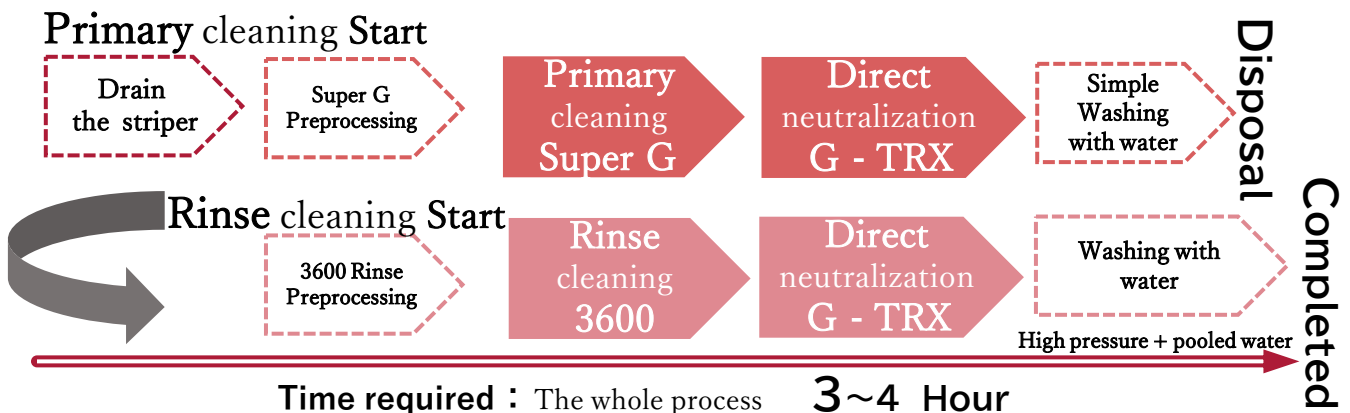 Primary cleaning Start
Drain
the striper
Super G
Preprocessing
Primary
cleaning
Super G
Direct
neutralization
G - TRX
Simple
Washing
with water
Disposal
Rinse cleaning Start
3600 Rinse
Preprocessing
Rinse
cleaning
3600
Direct
neutralization
G - TRX
Washing with
water
High pressure + pooled water
Completed
Time required： The whole process 3~4 Hour